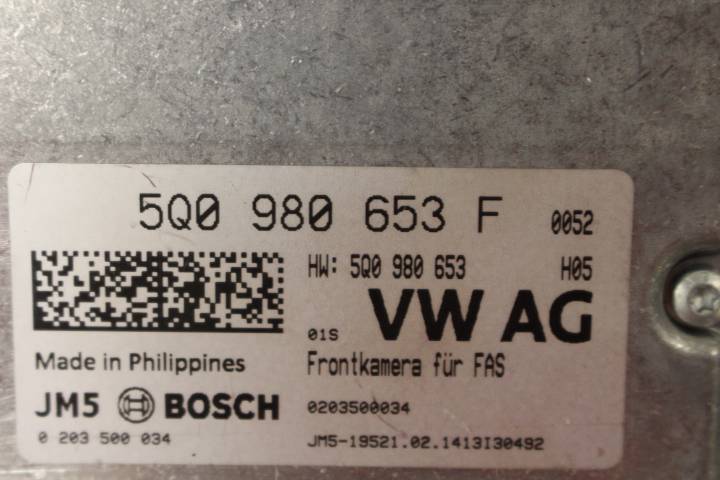 5Q0 980 653 F 0052
HW: 5Q0 980 653 H05
01S VW AG
Made in Philippines
Frontkamera für FAS
JM5 BOSCH
0203500034
0 203 500 034
JM5-19521.02.1413I30492